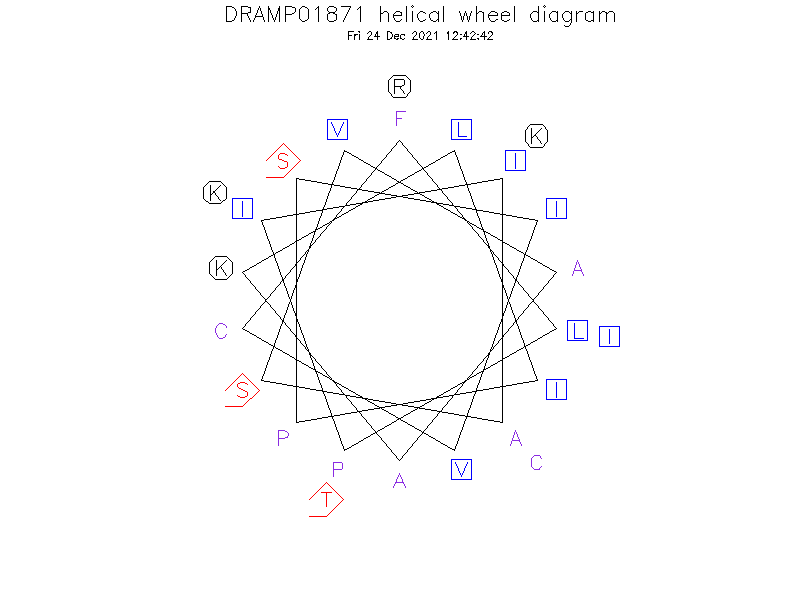 DRAMP01871 helical wheel diagram
Fri 24 Dec 2021 12:42:42
R
F
V
L
K
S
I
K
I
I
K
A
C
L
I
S
I
P
A
C
P
V
A
T